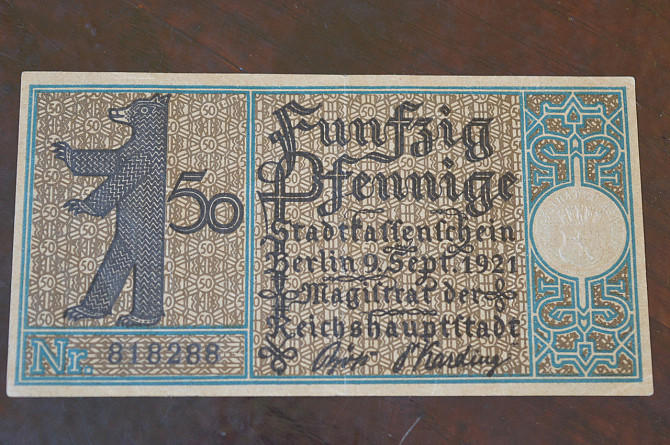 50
Funfzig
Pfennige
Stadtkassenschein
Berlin 9. Sept. 1921
Magistrat der
Reichshauptstadt
Nr. 818288